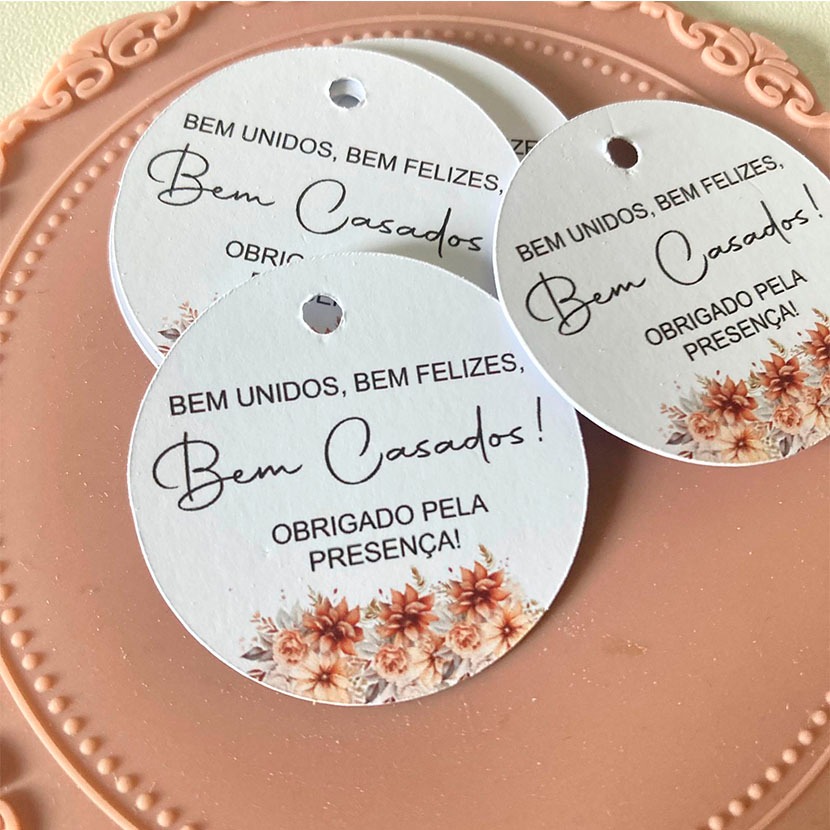 BEM UNIDOS, BEM FELIZES,
Bem Casados
BEM UNIDOS, BEM FELIZES,
Bem Casados!
OBRIGADO PELA
PRESENÇA!
BEM UNIDOS, BEM FELIZES,
Bem Casados!
OBRIGADO PELA
PRESENÇA!